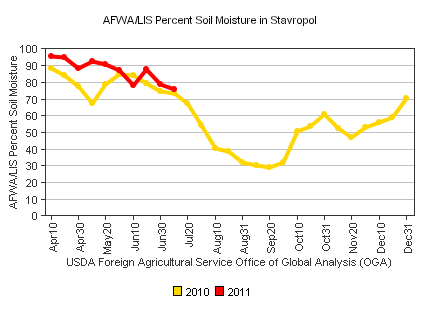 AFWA/LIS Percent Soil Moisture in Stavropol
AFWA/LIS Percent Soil Moisture
100
90
80
70
60
50
40
30
20
10
0
Apr10
Apr30
May20
Jun10
Jun30
Jul20
Aug10
Aug31
Sep20
Oct10
Oct31
Nov20
Dec10
Dec31
USDA Foreign Agricultural Service Office of Global Analysis (OGA)
2010 2011